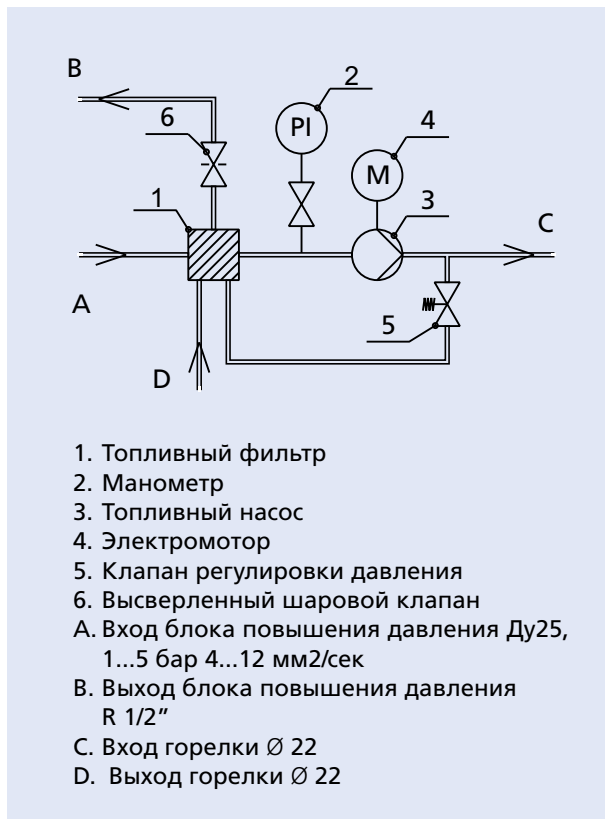 B
2
6
PI
4
M
1
3
C
A
5
D
1. Топливный фильтр
2. Манометр
3. Топливный насос
4. Электромотор
5. Клапан регулировки давления
6. Высверленный шаровой клапан
A. Вход блока повышения давления Ду25,
1...5 бар 4...12 мм2/сек
B. Выход блока повышения давления
R 1/2”
C. Вход горелки Ø 22
D. Выход горелки Ø 22